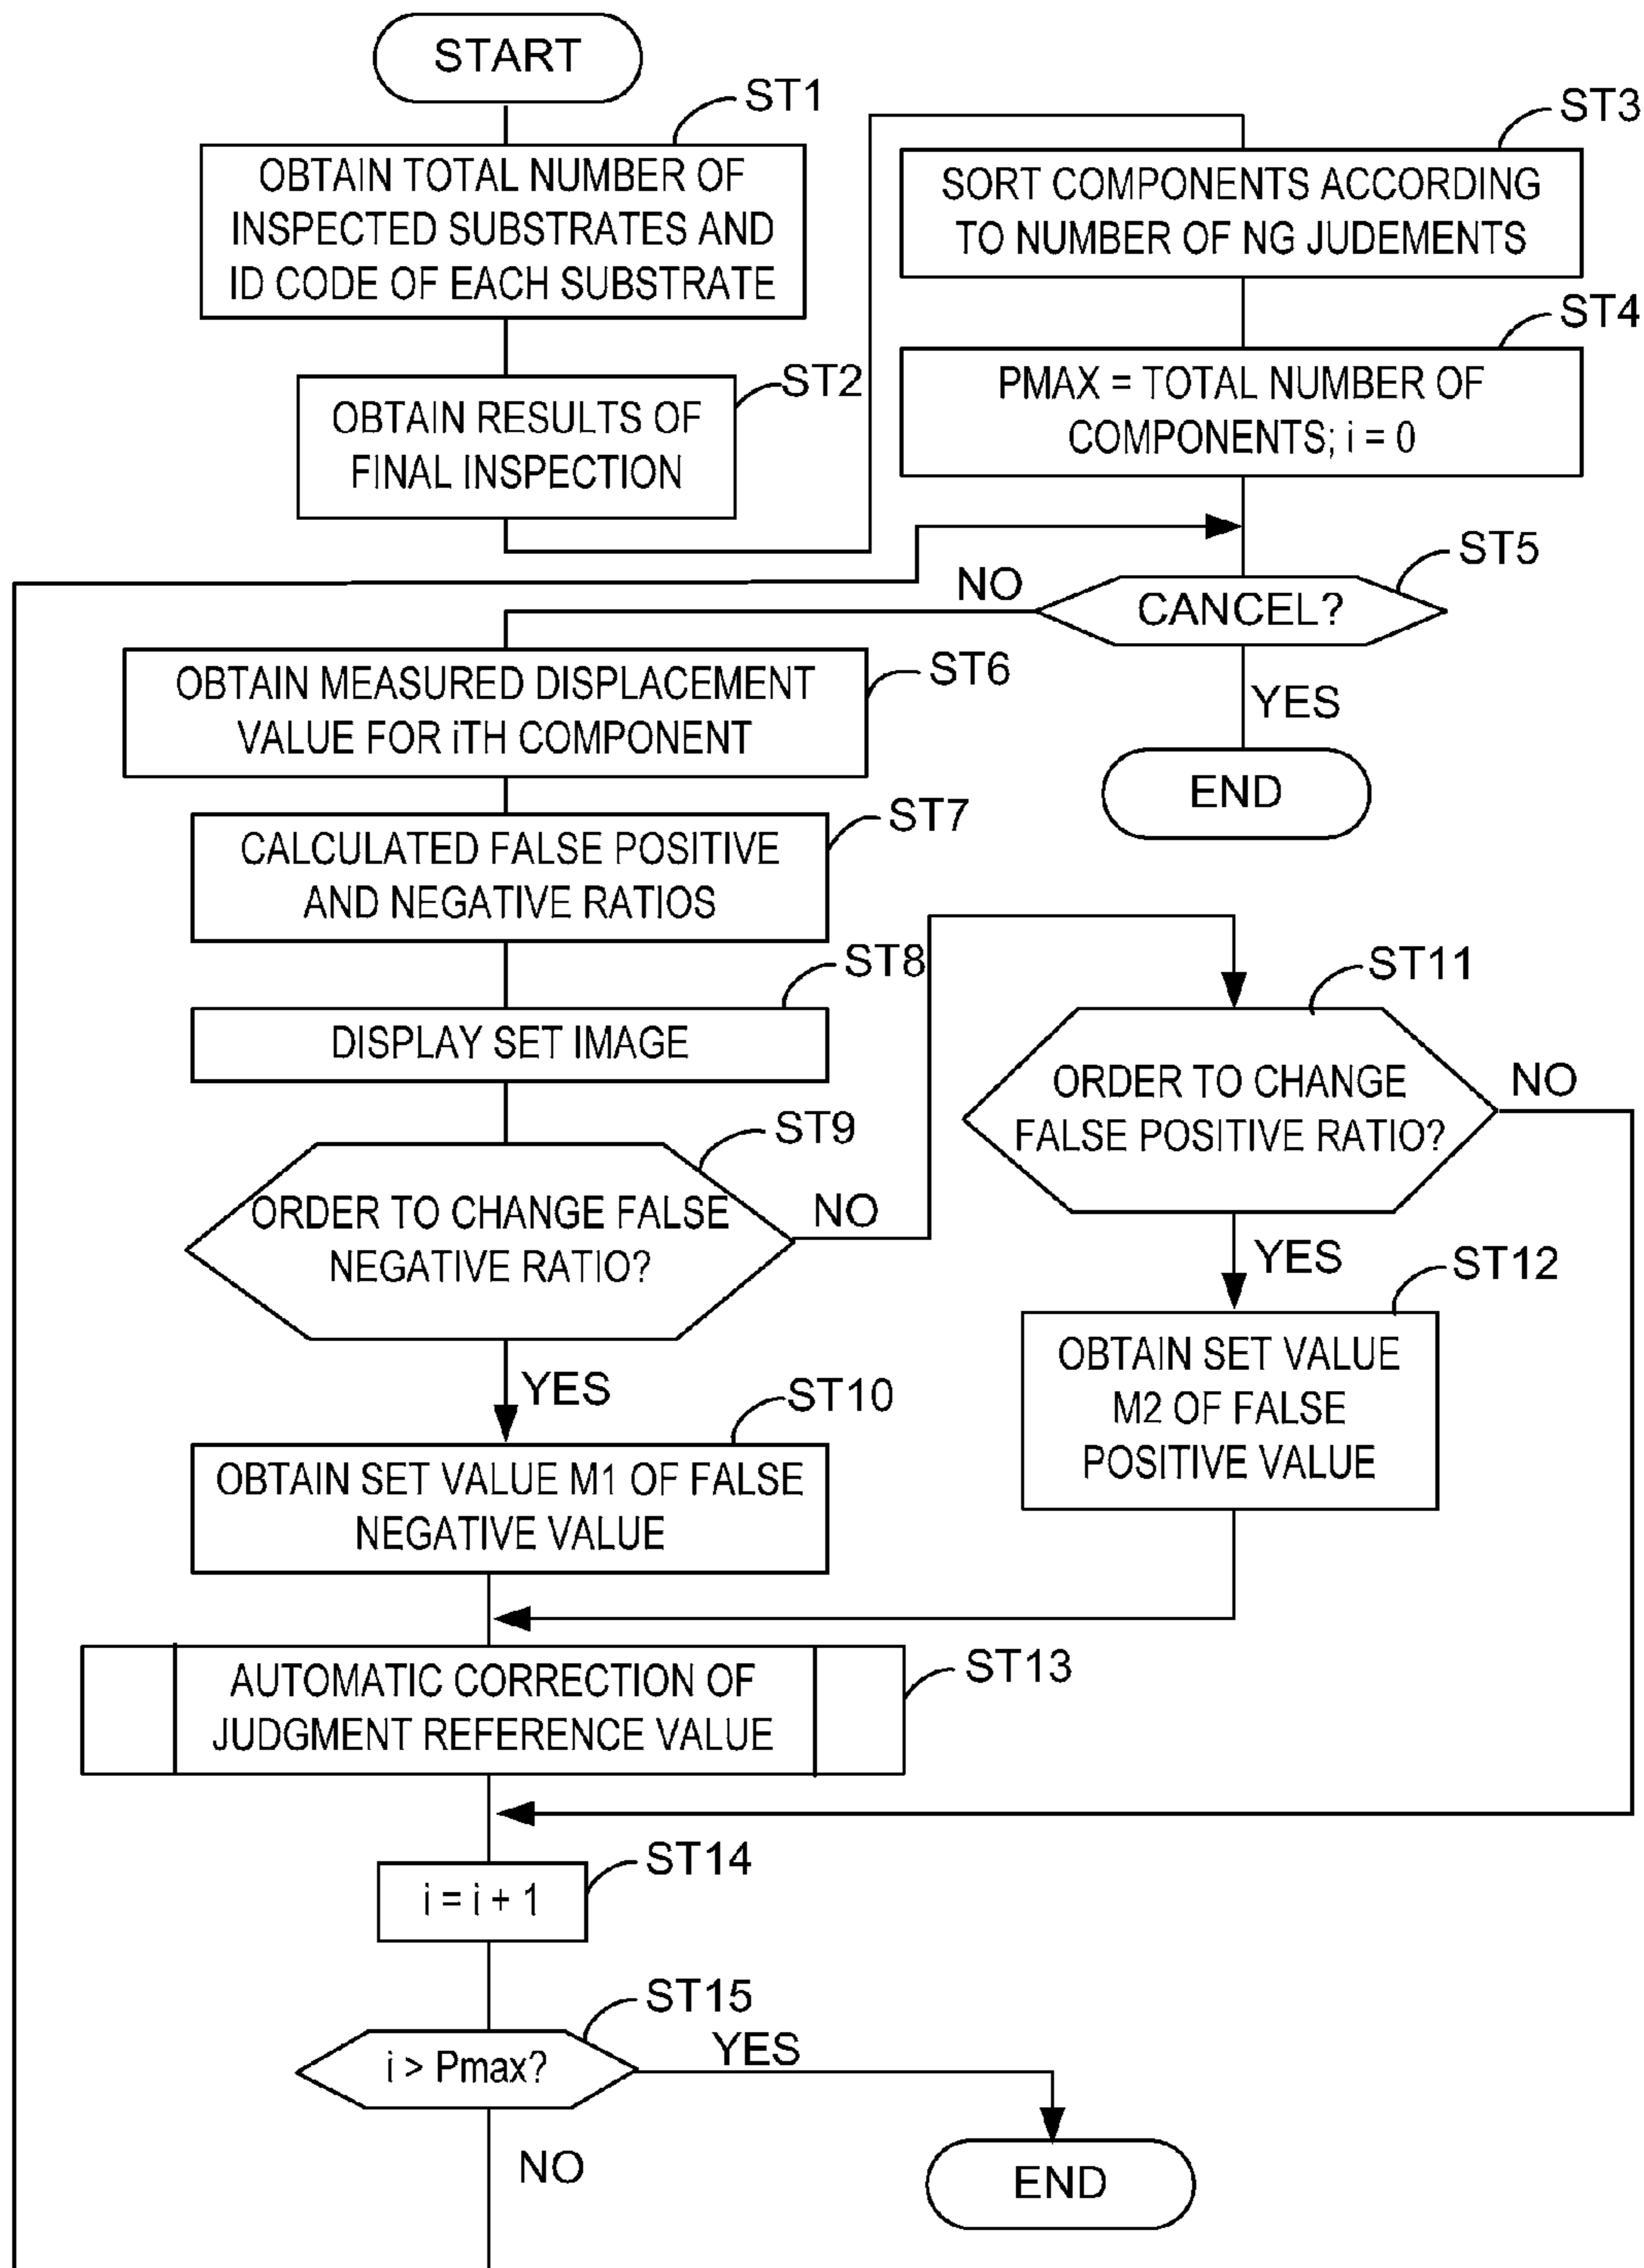 START
ST1
OBTAIN TOTAL NUMBER OF
INSPECTED SUBSTRATES AND
ID CODE OF EACH SUBSTRATE
ST2
OBTAIN RESULTS OF
FINAL INSPECTION
ST3
SORT COMPONENTS ACCORDING
TO NUMBER OF NG JUDEMENTS
ST4
PMAX = TOTAL NUMBER OF
COMPONENTS; i = 0
ST5
CANCEL?
NO
YES
END
ST6
OBTAIN MEASURED DISPLACEMENT
VALUE FOR iTH COMPONENT
ST7
CALCULATED FALSE POSITIVE
AND NEGATIVE RATIOS
ST8
DISPLAY SET IMAGE
ST9
ORDER TO CHANGE FALSE
NEGATIVE RATIO?
NO
YES
ST10
OBTAIN SET VALUE M1 OF FALSE
NEGATIVE VALUE
ST11
ORDER TO CHANGE
FALSE POSITIVE RATIO?
NO
YES
ST12
OBTAIN SET VALUE
M2 OF FALSE
POSITIVE VALUE
ST13
AUTOMATIC CORRECTION OF
JUDGMENT REFERENCE VALUE
ST14
i = i + 1
ST15
i > Pmax?
YES
NO
END